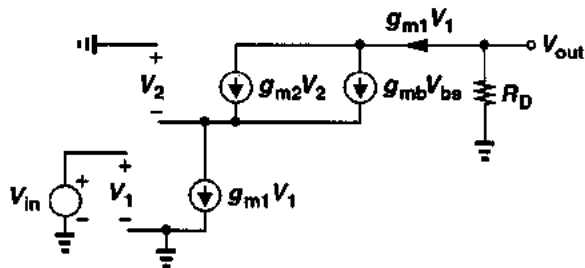 g_m1V_1
V_out
+
V_2
−
g_m2V_2
g_mbV_bs
R_D
V_in
+
−
+
V_1
−
g_m1V_1